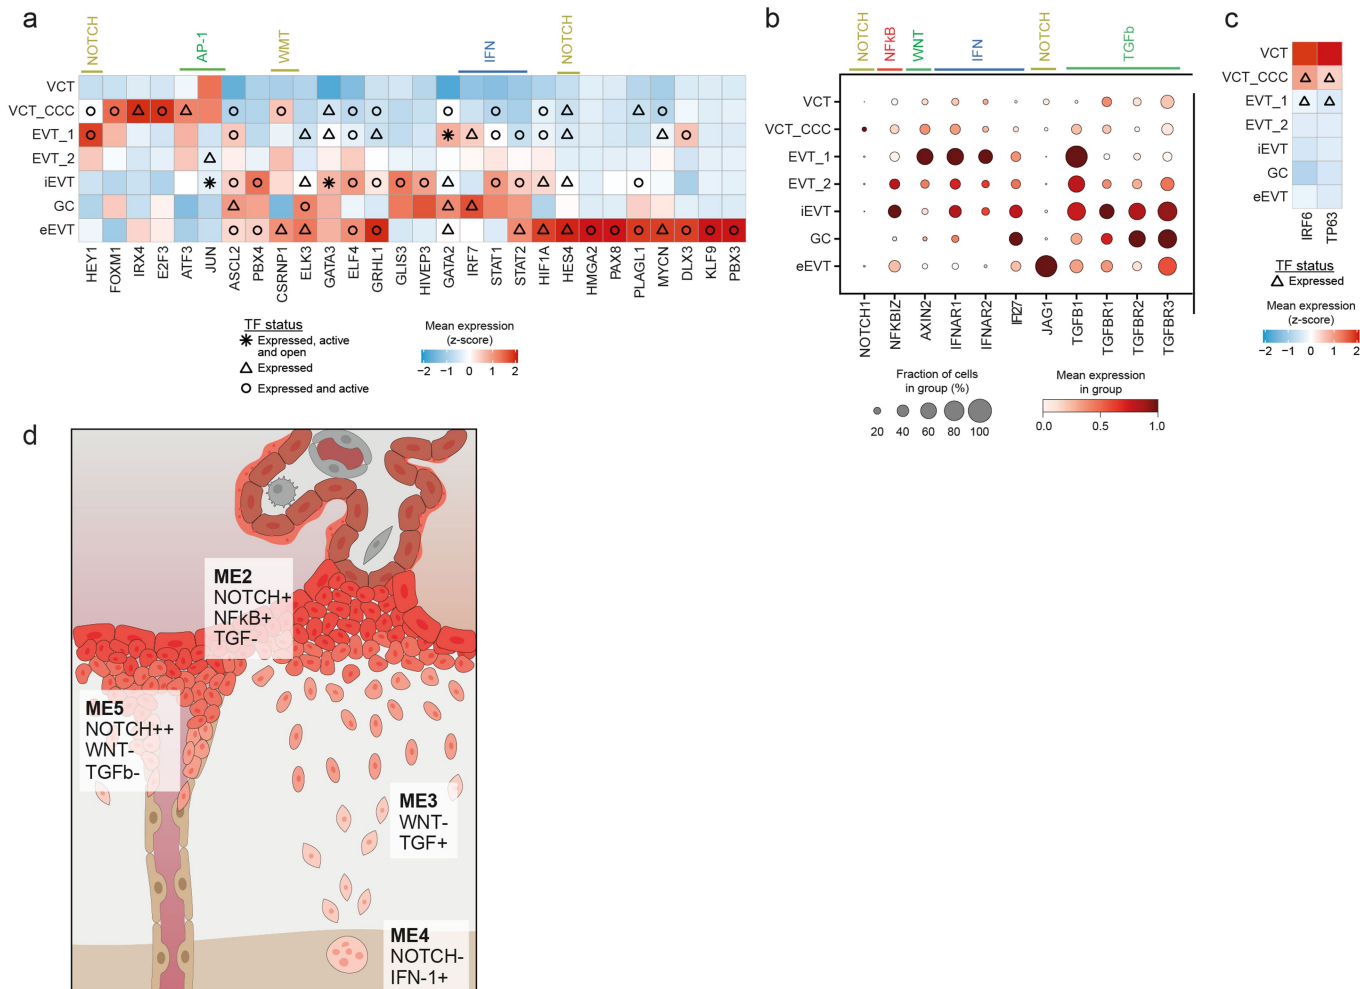 a
NOTCH
AP-1
WMT
IFN
NOTCH
VCT
VCT_CCC
EVT_1
EVT_2
iEVT
GC
eEVT
HEY1
FOXM1
IRX4
E2F3
ATF3
JUN
ASCL2
PBX4
CSRNP1
ELK3
GATA3
ELF4
GRHL1
GLIS3
HIVEP3
GATA2
IRF7
STAT1
STAT2
HIF1A
HES4
HMGA2
PAX8
PLAGL1
MYCN
DLX3
KLF9
PBX3
TF status
Expressed, active
and open
Expressed
Expressed and active
Mean expression
(z-score)
−2 −1 0 1 2
b
NOTCH
NFkB
WNT
IFN
NOTCH
TGFb
VCT
VCT_CCC
EVT_1
EVT_2
iEVT
GC
eEVT
NOTCH1
NFKBIZ
AXIN2
IFNAR1
IFNAR2
IFI27
JAG1
TGFB1
TGFBR1
TGFBR2
TGFBR3
Fraction of cells
in group (%)
20 40 60 80 100
Mean expression
in group
0.0 0.5 1.0
c
VCT
VCT_CCC
EVT_1
EVT_2
iEVT
GC
eEVT
IRF6
TP63
TF status
Expressed
Mean expression
(z-score)
−2 −1 0 1 2
d
ME2
NOTCH+
NFkB+
TGF-
ME5
NOTCH++
WNT-
TGFb-
ME3
WNT-
TGF+
ME4
NOTCH-
IFN-1+